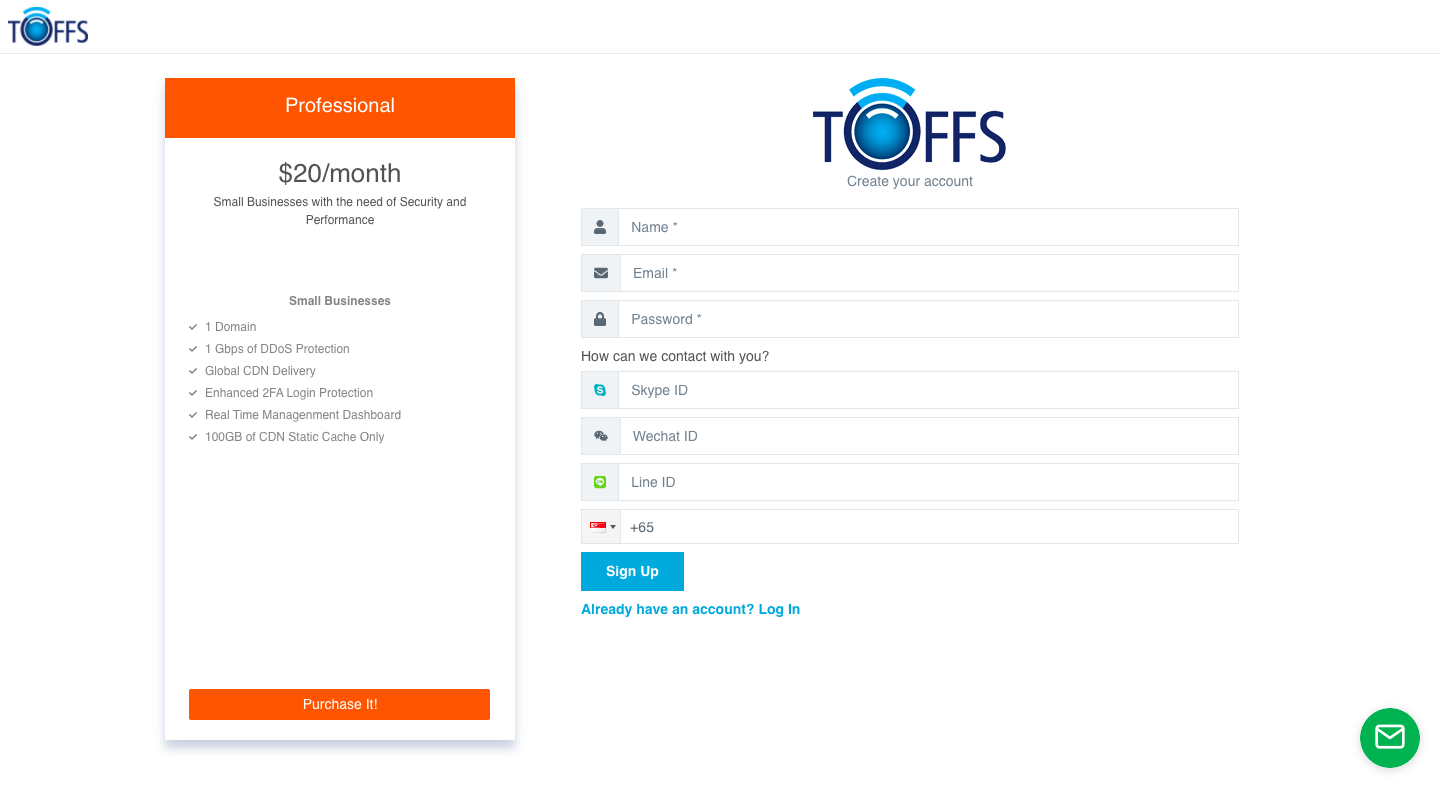 TOFFS
Professional
$20/month
Small Businesses with the need of Security and
Performance
Small Businesses
1 Domain
1 Gbps of DDoS Protection
Global CDN Delivery
Enhanced 2FA Login Protection
Real Time Managenment Dashboard
100GB of CDN Static Cache Only
Purchase It!
TOFFS
Create your account
Name *
Email *
Password *
How can we contact with you?
Skype ID
Wechat ID
Line ID
+65
Sign Up
Already have an account? Log In